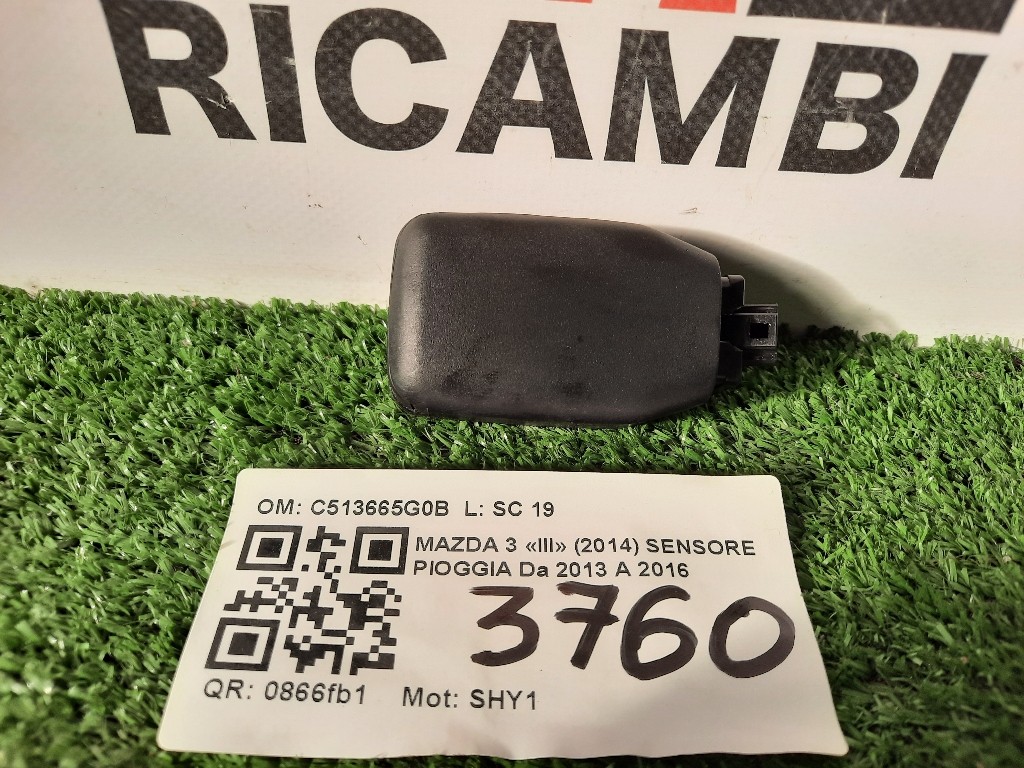 RICAMBI
OM: C513665G0B L: SC 19
MAZDA 3 «III» (2014) SENSORE
PIOGGIA Da 2013 A 2016
3760
QR: 0866fb1 Mot: SHY1